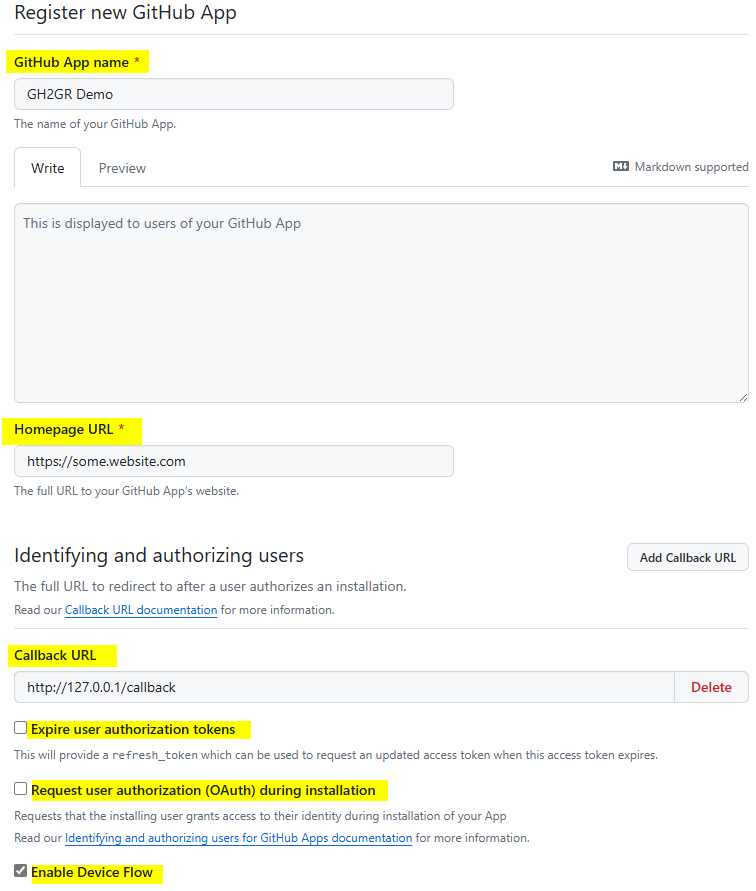 Register new GitHub App
GitHub App name *
GH2GR Demo
The name of your GitHub App.
Write Preview Markdown supported
This is displayed to users of your GitHub App
Homepage URL *
https://some.website.com
The full URL to your GitHub App's website.
Identifying and authorizing users Add Callback URL
The full URL to redirect to after a user authorizes an installation.
Read our Callback URL documentation for more information.
Callback URL
http://127.0.0.1/callback Delete
Expire user authorization tokens
This will provide a refresh_token which can be used to request an updated access token when this access token expires.
Request user authorization (OAuth) during installation
Requests that the installing user grants access to their identity during installation of your App
Read our Identifying and authorizing users for GitHub Apps documentation for more information.
Enable Device Flow